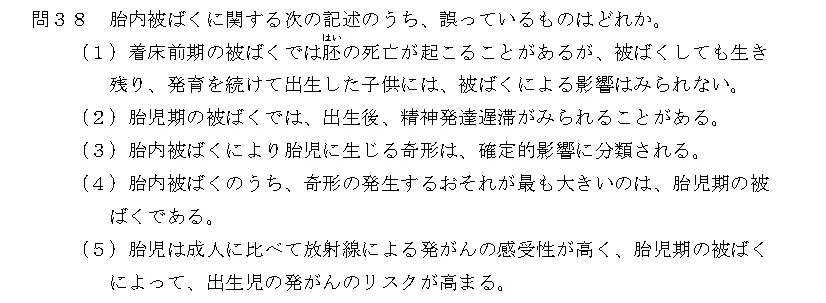 問38　胎内被ばくに関する次の記述のうち、誤っているものはどれか。
（1）着床前期の被ばくでは胚の死亡が起こることがあるが、被ばくしても生き
はい
残り、発育を続けて出生した子供には、被ばくによる影響はみられない。
（2）胎児期の被ばくでは、出生後、精神発達遅滞がみられることがある。
（3）胎内被ばくにより胎児に生じる奇形は、確定的影響に分類される。
（4）胎内被ばくのうち、奇形の発生するおそれが最も大きいのは、胎児期の被
ばくである。
（5）胎児は成人に比べて放射線による発がんの感受性が高く、胎児期の被ばく
によって、出生児の発がんのリスクが高まる。